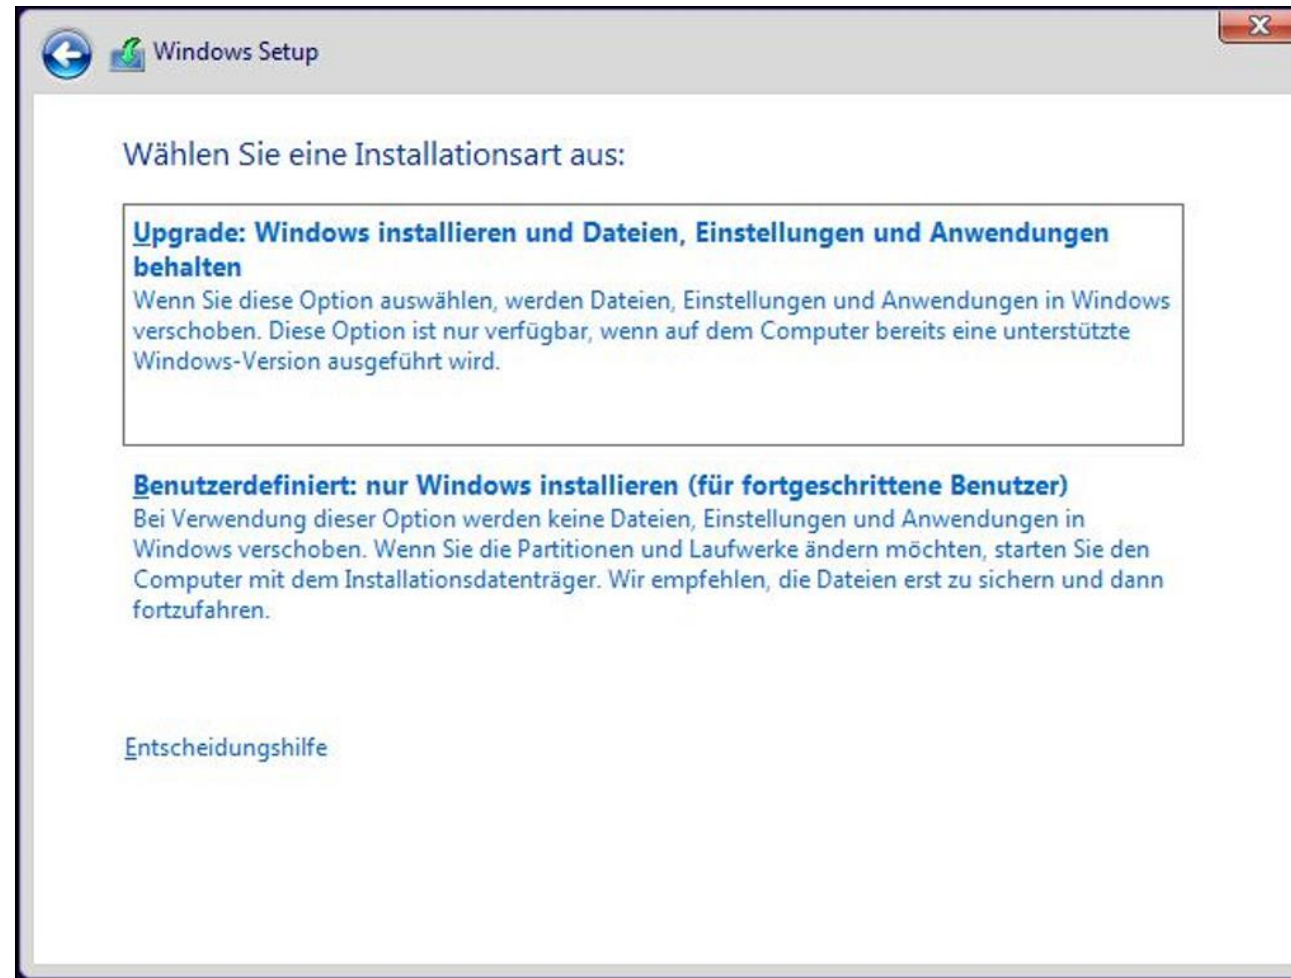 Windows Setup
Wählen Sie eine Installationsart aus:
Upgrade: Windows installieren und Dateien, Einstellungen und Anwendungen
behalten
Wenn Sie diese Option auswählen, werden Dateien, Einstellungen und Anwendungen in Windows
verschoben. Diese Option ist nur verfügbar, wenn auf dem Computer bereits eine unterstützte
Windows-Version ausgeführt wird.
Benutzerdefiniert: nur Windows installieren (für fortgeschrittene Benutzer)
Bei Verwendung dieser Option werden keine Dateien, Einstellungen und Anwendungen in
Windows verschoben. Wenn Sie die Partitionen und Laufwerke ändern möchten, starten Sie den
Computer mit dem Installationsdatenträger. Wir empfehlen, die Dateien erst zu sichern und dann
fortzufahren.
Entscheidungshilfe